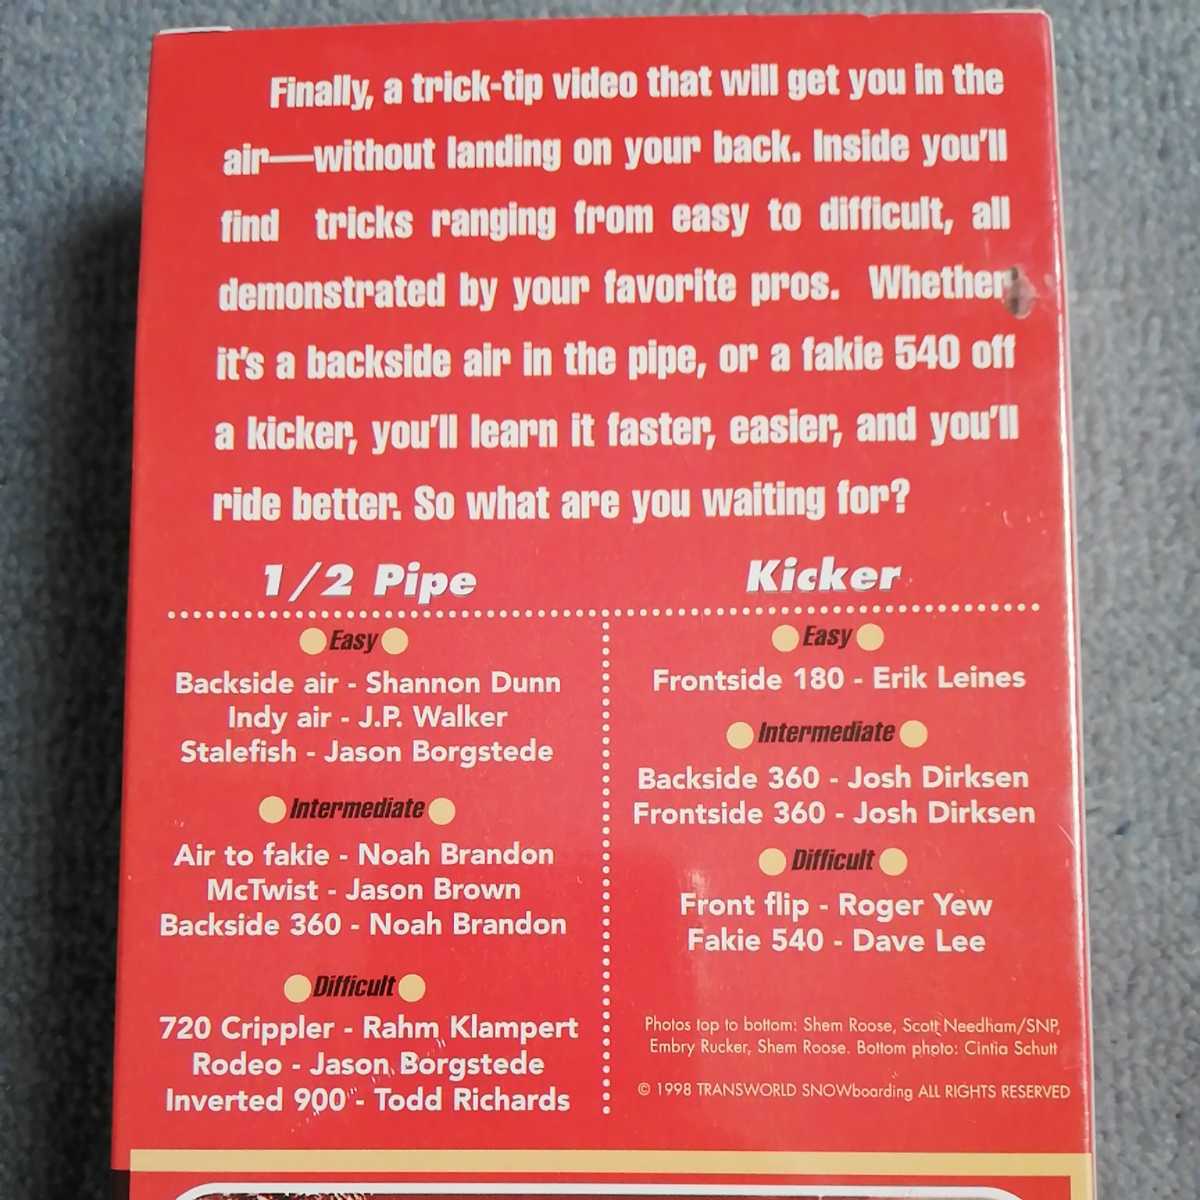 Finally, a trick-tip video that will get you in the
air—without landing on your back. Inside you'll
find tricks ranging from easy to difficult, all
demonstrated by your favorite pros. Whether
it's a backside air in the pipe, or a fakie 540 off
a kicker, you'll learn it faster, easier, and you'll
ride better. So what are you waiting for?
1/2 Pipe
Easy
Backside air - Shannon Dunn
Indy air - J.P. Walker
Stalefish - Jason Borgstede
Intermediate
Air to fakie - Noah Brandon
McTwist - Jason Brown
Backside 360 - Noah Brandon
Difficult
720 Crippler - Rahm Klampert
Rodeo - Jason Borgstede
Inverted 900 - Todd Richards
Kicker
Easy
Frontside 180 - Erik Leines
Intermediate
Backside 360 - Josh Dirksen
Frontside 360 - Josh Dirksen
Difficult
Front flip - Roger Yew
Fakie 540 - Dave Lee
Photos top to bottom: Shem Roose, Scott Needham/SNP,
Embry Rucker, Shem Roose. Bottom photo: Cintia Schutt
© 1998 TRANSWORLD SNOWboarding ALL RIGHTS RESERVED